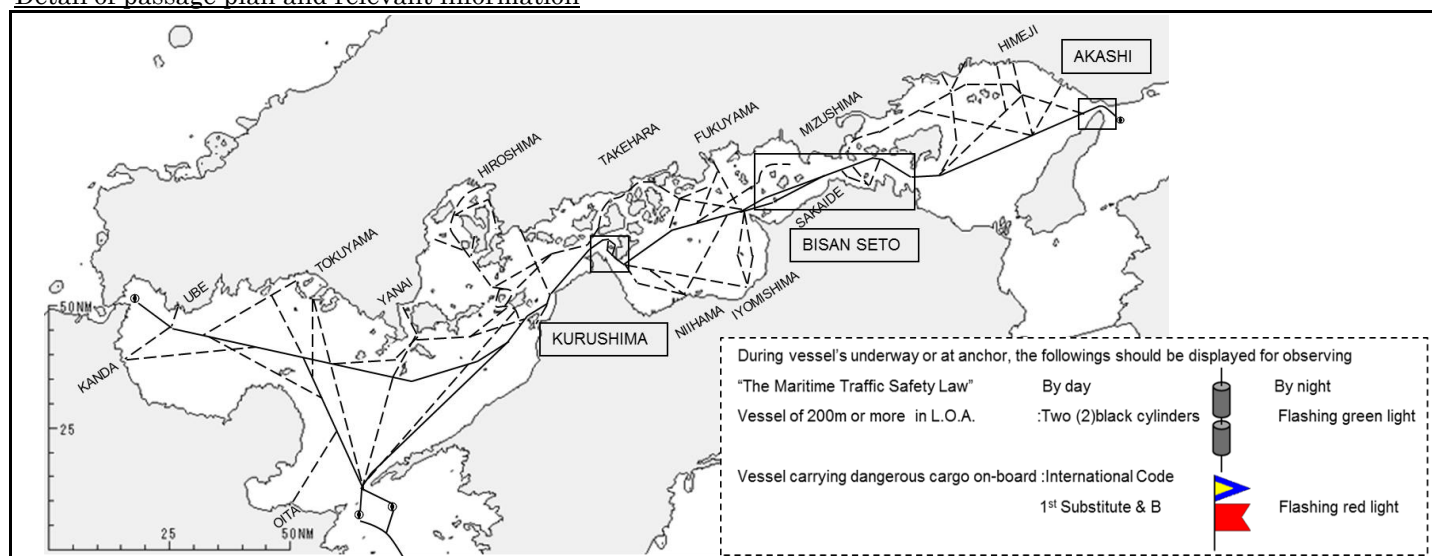 Detail of passage plan and relevant information
AKASHI
HIMEJI
MIZUSHIMA
FUKUYAMA
TAKEHARA
HIROSHIMA
SAKAIDE
BISAN SETO
TOKUYAMA
YANAI
UBE
50NM
IYOMISHIMA
NIIHAMA
KURUSHIMA
KANDA
25
OITA
25
50NM
During vessel's underway or at anchor, the followings should be displayed for observing
"The Maritime Traffic Safety Law" By day By night
Vessel of 200m or more in L.O.A. :Two (2)black cylinders Flashing green light
Vessel carrying dangerous cargo on-board :International Code
1st Substitute & B Flashing red light